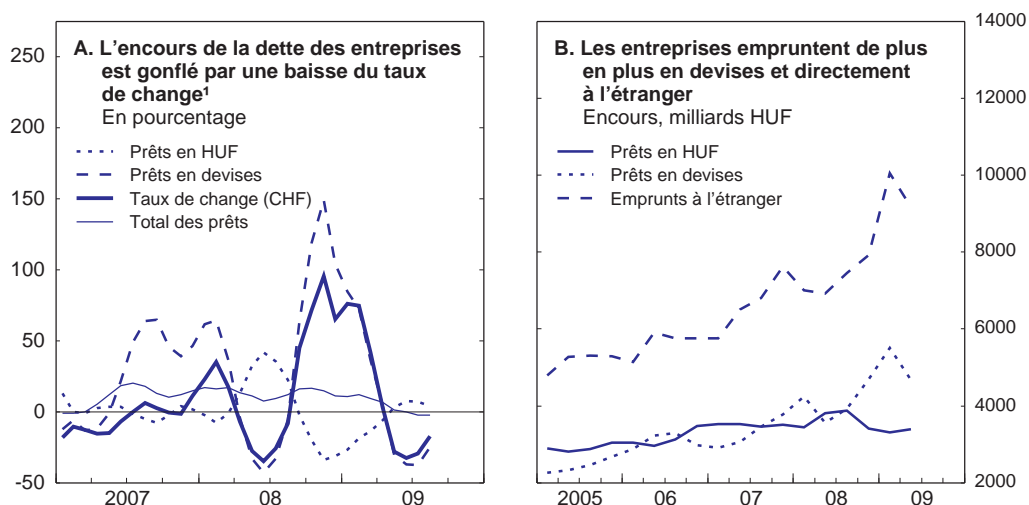 A. L'encours de la dette des entreprises
est gonflé par une baisse du taux
de change¹
En pourcentage
Prêts en HUF
Prêts en devises
Taux de change (CHF)
Total des prêts
250
200
150
100
50
0
-50
2007
08
09
B. Les entreprises empruntent de plus
en plus en devises et directement
à l'étranger
Encours, milliards HUF
Prêts en HUF
Prêts en devises
Emprunts à l'étranger
14000
12000
10000
8000
6000
4000
2000
2005
06
07
08
09